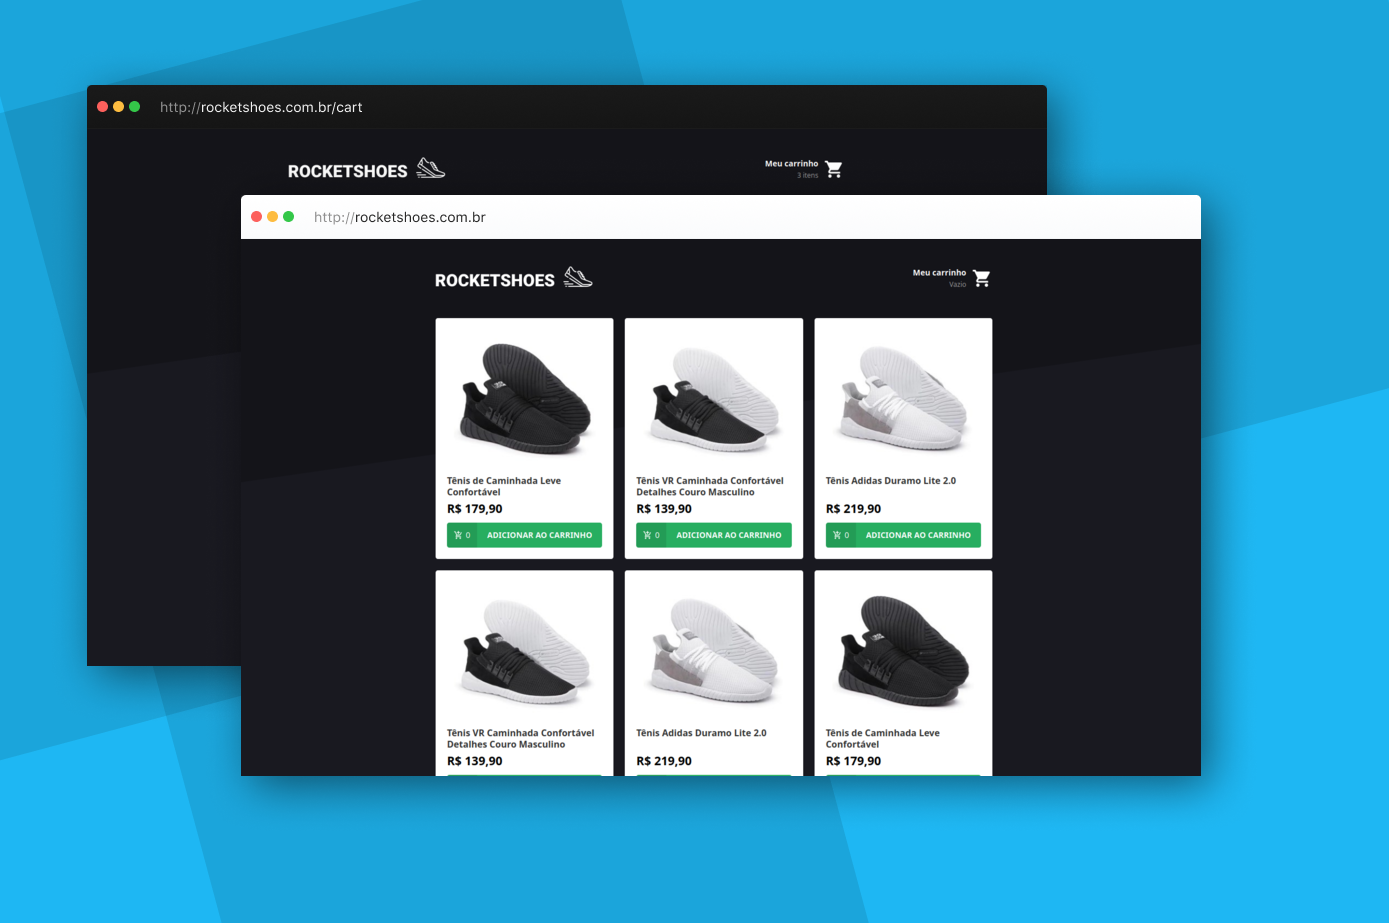 http://rocketshoes.com.br/cart
ROCKETSHOES
Meu carrinho
3 itens
http://rocketshoes.com.br
ROCKETSHOES
Meu carrinho
Vazio
Tênis de Caminhada Leve
Confortável
R$ 179,90
0 ADICIONAR AO CARRINHO
Tênis VR Caminhada Confortável
Detalhes Couro Masculino
R$ 139,90
0 ADICIONAR AO CARRINHO
Tênis Adidas Duramo Lite 2.0
R$ 219,90
0 ADICIONAR AO CARRINHO
Tênis VR Caminhada Confortável
Detalhes Couro Masculino
R$ 139,90
Tênis Adidas Duramo Lite 2.0
R$ 219,90
Tênis de Caminhada Leve
Confortável
R$ 179,90